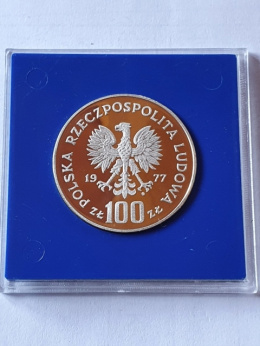 POLSKA RZECZPOSPOLITA LUDOWA
19 77
ZŁ 100 ZŁ